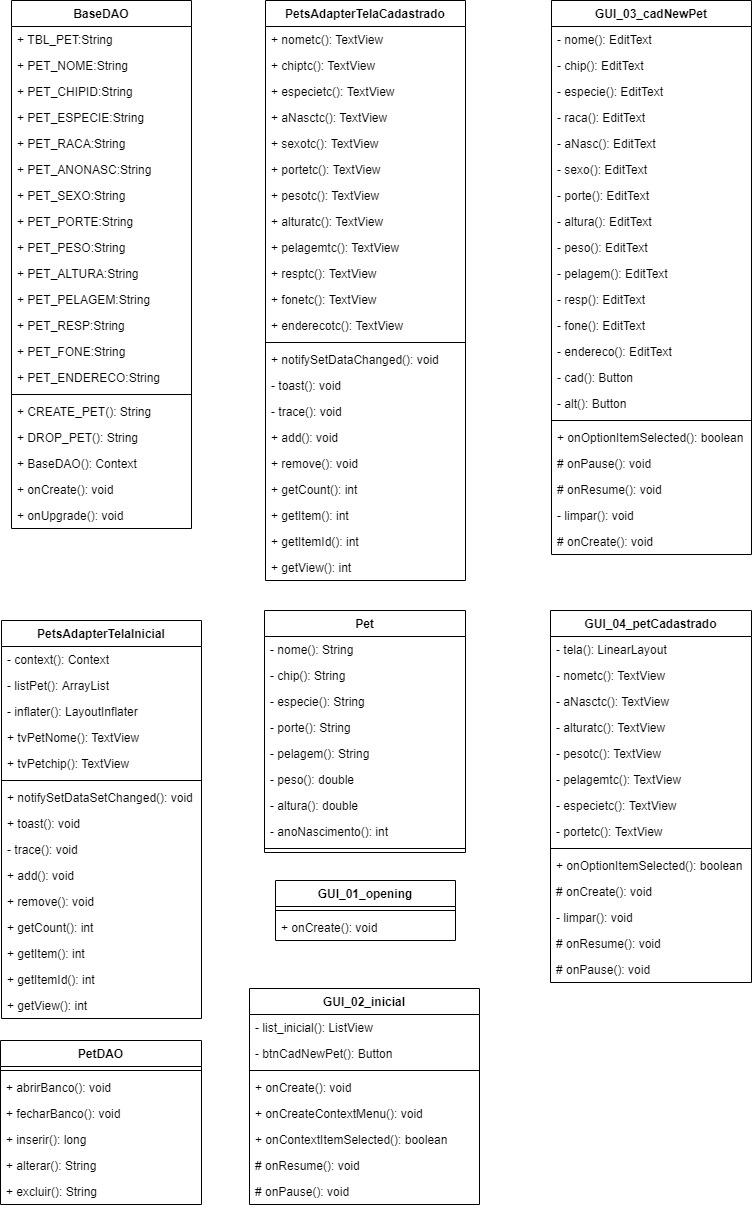 BaseDAO
+ TBL_PET:String
+ PET_NOME:String
+ PET_CHIPID:String
+ PET_ESPECIE:String
+ PET_RACA:String
+ PET_ANONASC:String
+ PET_SEXO:String
+ PET_PORTE:String
+ PET_PESO:String
+ PET_ALTURA:String
+ PET_PELAGEM:String
+ PET_RESP:String
+ PET_FONE:String
+ PET_ENDERECO:String
+ CREATE_PET(): String
+ DROP_PET(): String
+ BaseDAO(): Context
+ onCreate(): void
+ onUpgrade(): void
PetsAdapterTelaCadastrado
+ nometc(): TextView
+ chiptc(): TextView
+ especietc(): TextView
+ aNasctc(): TextView
+ sexotc(): TextView
+ portetc(): TextView
+ pesotc(): TextView
+ alturatc(): TextView
+ pelagemtc(): TextView
+ resptc(): TextView
+ fonetc(): TextView
+ enderecotc(): TextView
+ notifySetDataChanged(): void
- toast(): void
- trace(): void
+ add(): void
+ remove(): void
+ getCount(): int
+ getItem(): int
+ getItemId(): int
+ getView(): int
GUI_03_cadNewPet
- nome(): EditText
- chip(): EditText
- especie(): EditText
- raca(): EditText
- aNasc(): EditText
- sexo(): EditText
- porte(): EditText
- altura(): EditText
- peso(): EditText
- pelagem(): EditText
- resp(): EditText
- fone(): EditText
- endereco(): EditText
- cad(): Button
- alt(): Button
+ onOptionItemSelected(): boolean
# onPause(): void
# onResume(): void
- limpar(): void
# onCreate(): void
PetsAdapterTelaInicial
- context(): Context
- listPet(): ArrayList
- inflater(): LayoutInflater
+ tvPetNome(): TextView
+ tvPetchip(): TextView
+ notifySetDataSetChanged(): void
+ toast(): void
- trace(): void
+ add(): void
+ remove(): void
+ getCount(): int
+ getItem(): int
+ getItemId(): int
+ getView(): int
Pet
- nome(): String
- chip(): String
- especie(): String
- porte(): String
- pelagem(): String
- peso(): double
- altura(): double
- anoNascimento(): int
GUI_04_petCadastrado
- tela(): LinearLayout
- nometc(): TextView
- aNasctc(): TextView
- alturatc(): TextView
- pesotc(): TextView
- pelagemtc(): TextView
- especietc(): TextView
- portetc(): TextView
+ onOptionItemSelected(): boolean
# onCreate(): void
- limpar(): void
# onResume(): void
# onPause(): void
GUI_01_opening
+ onCreate(): void
PetDAO
+ abrirBanco(): void
+ fecharBanco(): void
+ inserir(): long
+ alterar(): String
+ excluir(): String
GUI_02_inicial
- list_inicial(): ListView
- btnCadNewPet(): Button
+ onCreate(): void
+ onCreateContextMenu(): void
+ onContextItemSelected(): boolean
# onResume(): void
# onPause(): void